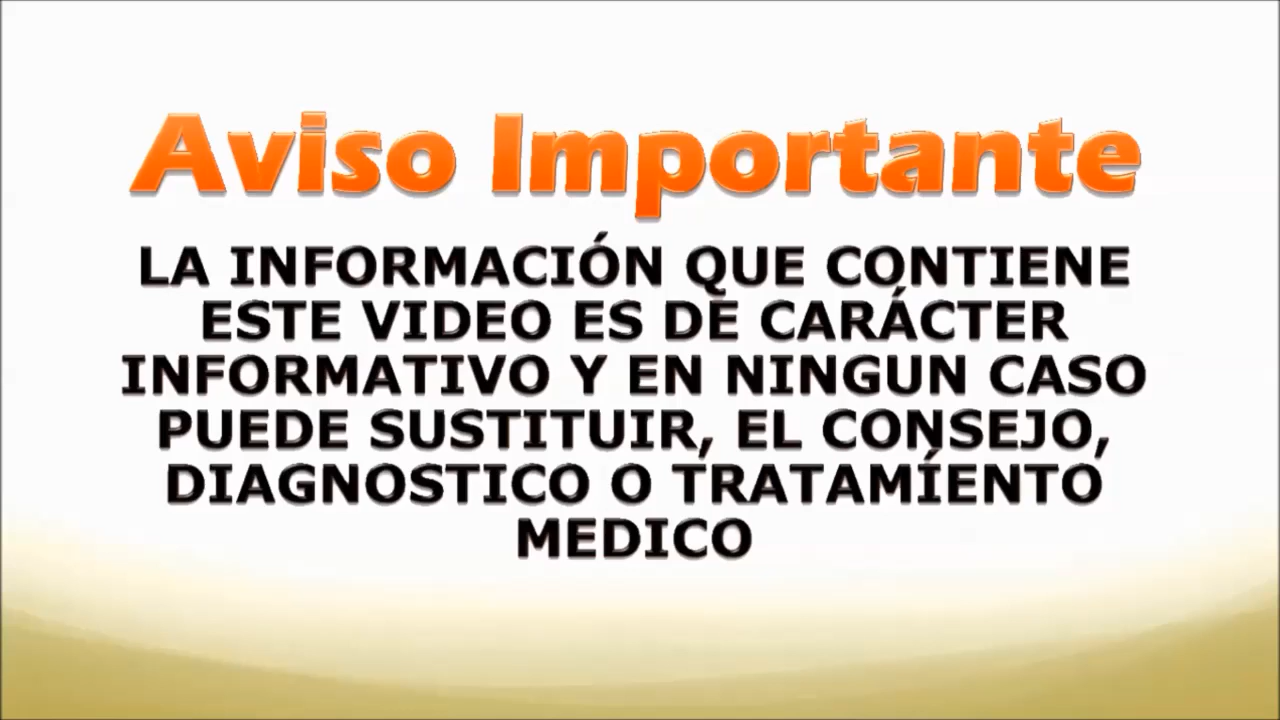 Aviso Importante
LA INFORMACIÓN QUE CONTIENE
ESTE VIDEO ES DE CARÁCTER
INFORMATIVO Y EN NINGUN CASO
PUEDE SUSTITUIR, EL CONSEJO,
DIAGNOSTICO O TRATAMÍENTO
MEDICO